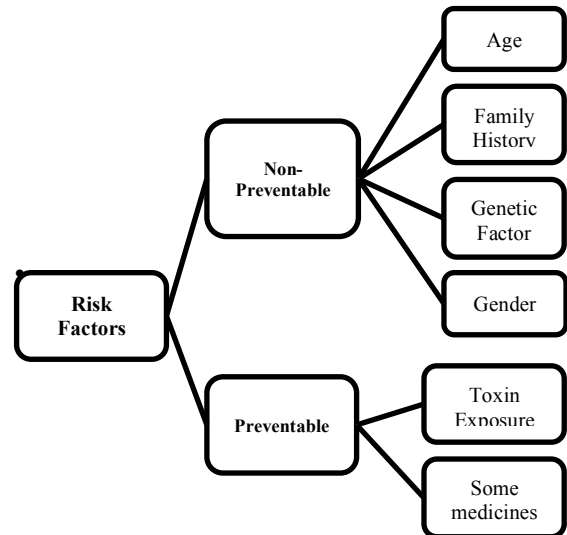 Risk
Factors
Non-
Preventable
Age
Family
History
Genetic
Factor
Gender
Preventable
Toxin
Exposure
Some
medicines